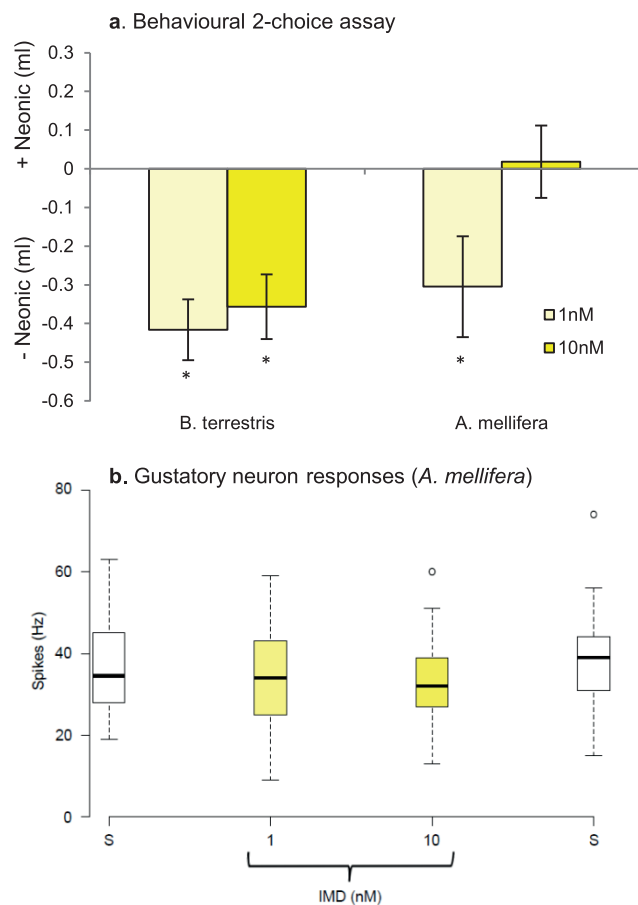 a. Behavioural 2-choice assay
+ Neonic (ml)
- Neonic (ml)
0.3
0.2
0.1
0
-0.1
-0.2
-0.3
-0.4
-0.5
-0.6
* * *
1nM
10nM
B. terrestris A. mellifera
b. Gustatory neuron responses (A. mellifera)
Spikes (Hz)
80
60
40
20
0
S 1 10 S
IMD (nM)